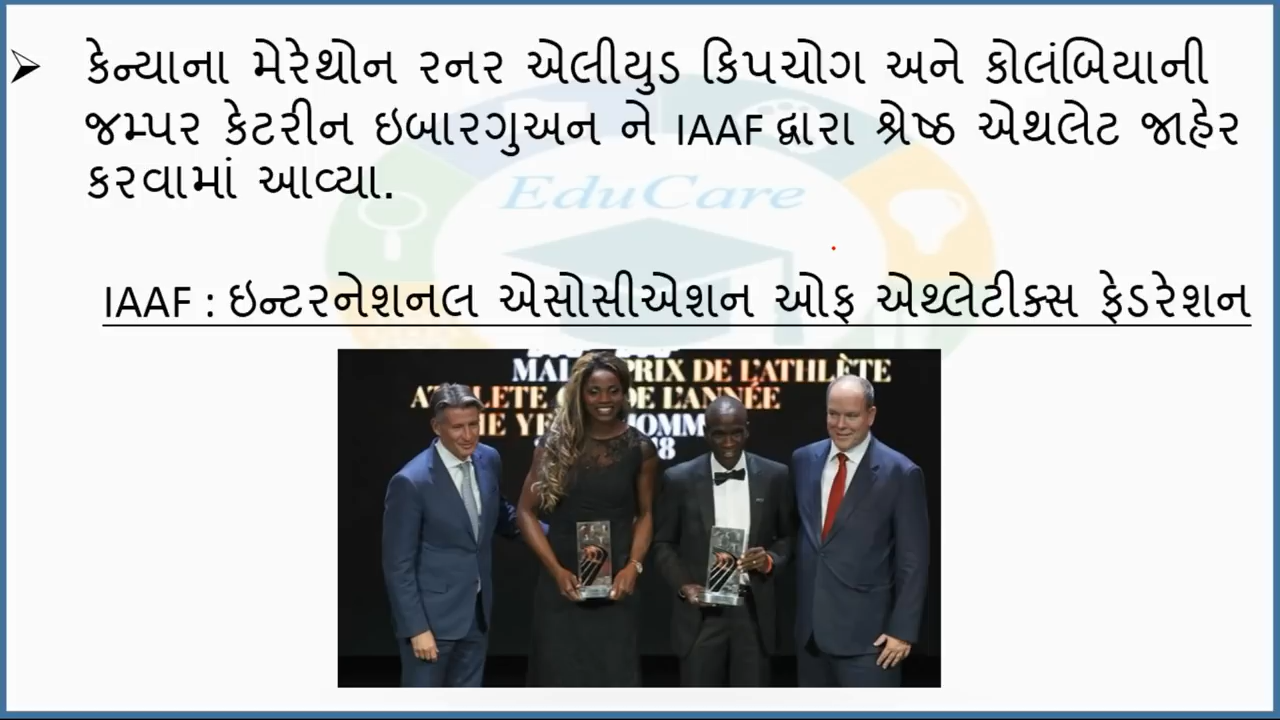 ➢ કેન્યાના મેરેથોન રનર એલીયુડ કિપચોગ અને કોલંબિયાની
જમ્પર કેટરીન ઇબારગુઅન ને IAAF દ્વારા શ્રેષ્ઠ એથલેટ જાહેર
કરવામાં આવ્યા.
EduCare
IAAF : ઇન્ટરનેશનલ એસોસીએશન ઓફ એથ્લેટીક્સ ફેડરેશન
PRIX DE L'ATHLÈTE
DE L'ANNÉE